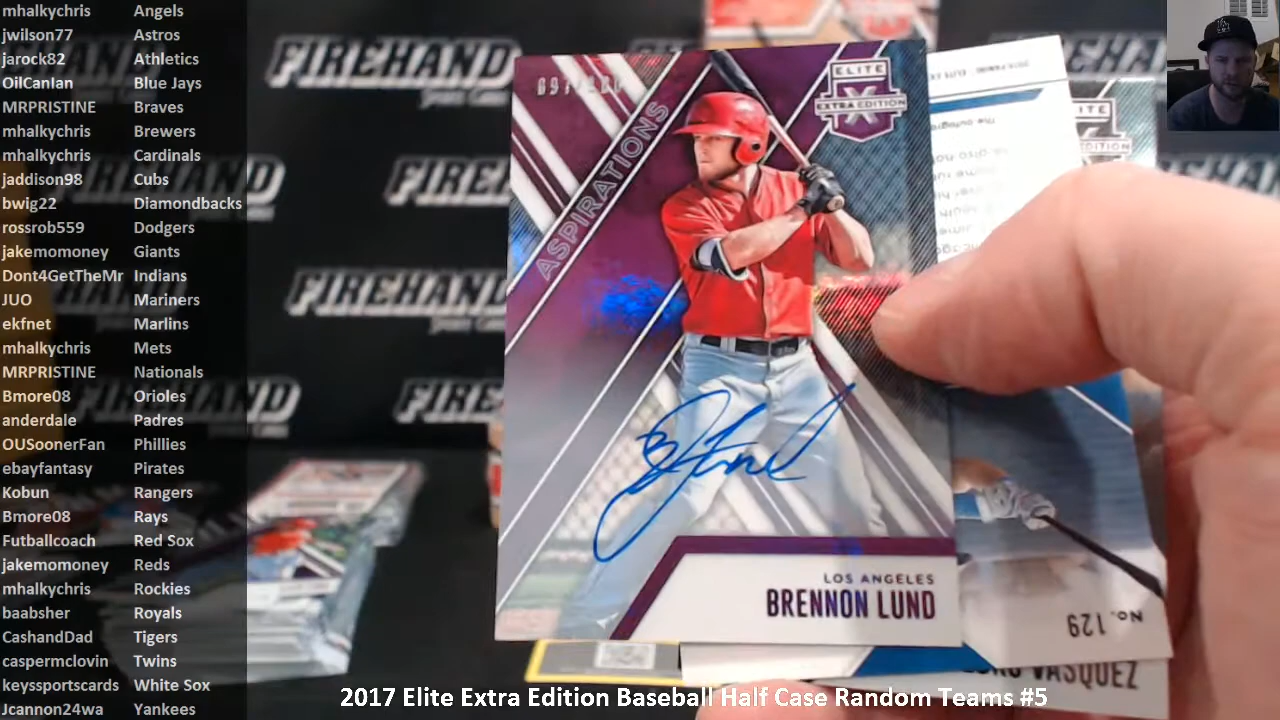 mhalkychris Angels
jwilson77 Astros
jarock82 Athletics
OilCanIan Blue Jays
MRPRISTINE Braves
mhalkychris Brewers
mhalkychris Cardinals
jaddison98 Cubs
bwig22 Diamondbacks
rossrob559 Dodgers
jakemomoney Giants
Dont4GetTheMr Indians
JUO Mariners
ekfnet Marlins
mhalkychris Mets
MRPRISTINE Nationals
Bmore08 Orioles
anderdale Padres
OUSoonerFan Phillies
ebayfantasy Pirates
Kobun Rangers
Bmore08 Rays
Futballcoach Red Sox
jakemomoney Reds
mhalkychris Rockies
baabsher Royals
CashandDad Tigers
caspermclovin Twins
keyssportscards White Sox
Jcannon24wa Yankees
FIREHAND
FIREHAND
FIREHAND
ASPIRATIONS
ELITE
EXTRA EDITION
X
LOS ANGELES
BRENNON LUND
No. 129
VASQUEZ
2017 Elite Extra Edition Baseball Half Case Random Teams #5